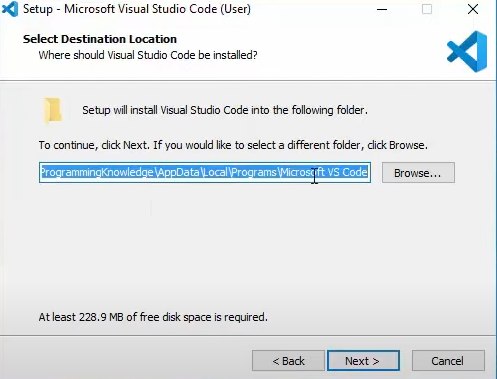 Setup - Microsoft Visual Studio Code (User)
Select Destination Location
Where should Visual Studio Code be installed?
Setup will install Visual Studio Code into the following folder.
To continue, click Next. If you would like to select a different folder, click Browse.
ProgrammingKnowledge\AppData\Local\Programs\Microsoft VS Code
Browse...
At least 228.9 MB of free disk space is required.
< Back
Next >
Cancel